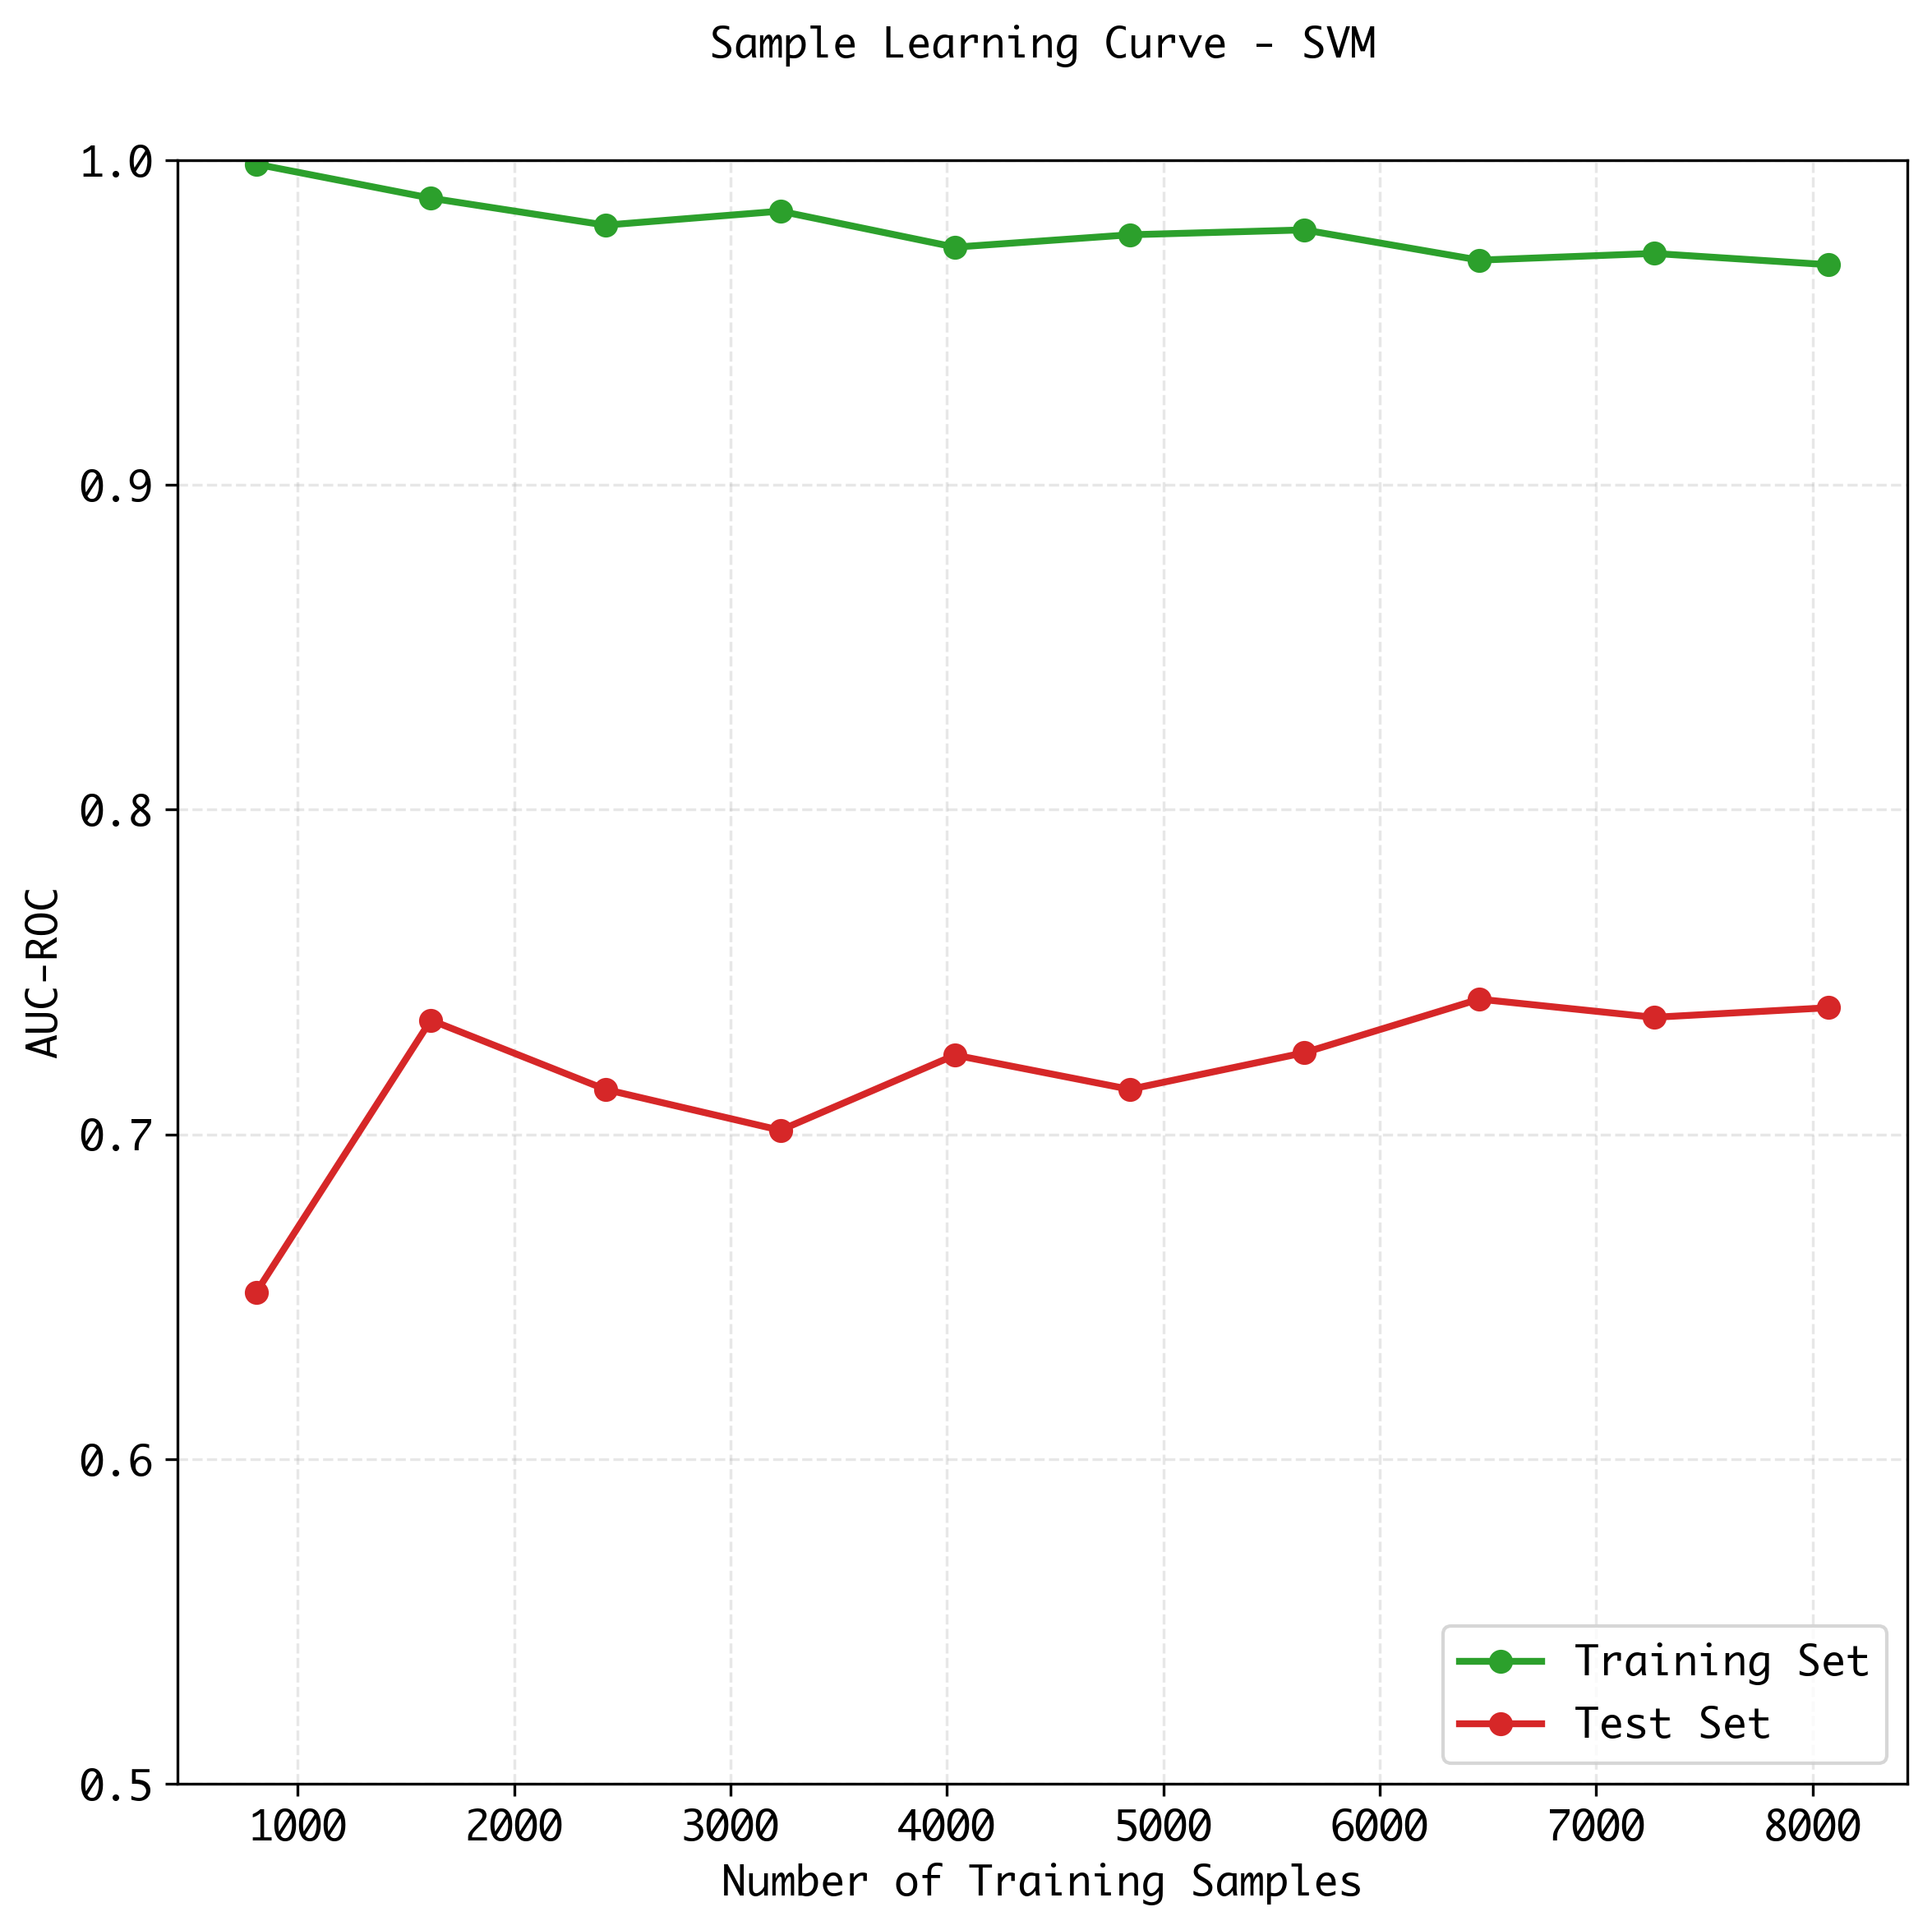 Sample Learning Curve - SVM
1.0
0.9
0.8
0.7
0.6
0.5
AUC-ROC
1000 2000 3000 4000 5000 6000 7000 8000
Number of Training Samples
Training Set
Test Set